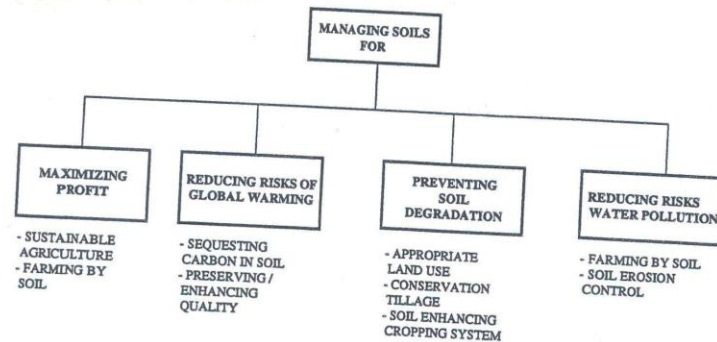 MANAGING SOILS
FOR
MAXIMIZING
PROFIT
- SUSTAINABLE
AGRICULTURE
- FARMING BY
SOIL
REDUCING RISKS OF
GLOBAL WARMING
- SEQUESTING
CARBON IN SOIL
- PRESERVING /
ENHANCING
QUALITY
PREVENTING
SOIL
DEGRADATION
- APPROPRIATE
LAND USE
- CONSERVATION
TILLAGE
- SOIL ENHANCING
CROPPING SYSTEM
REDUCING RISKS
WATER POLLUTION
- FARMING BY SOIL
- SOIL EROSION
CONTROL